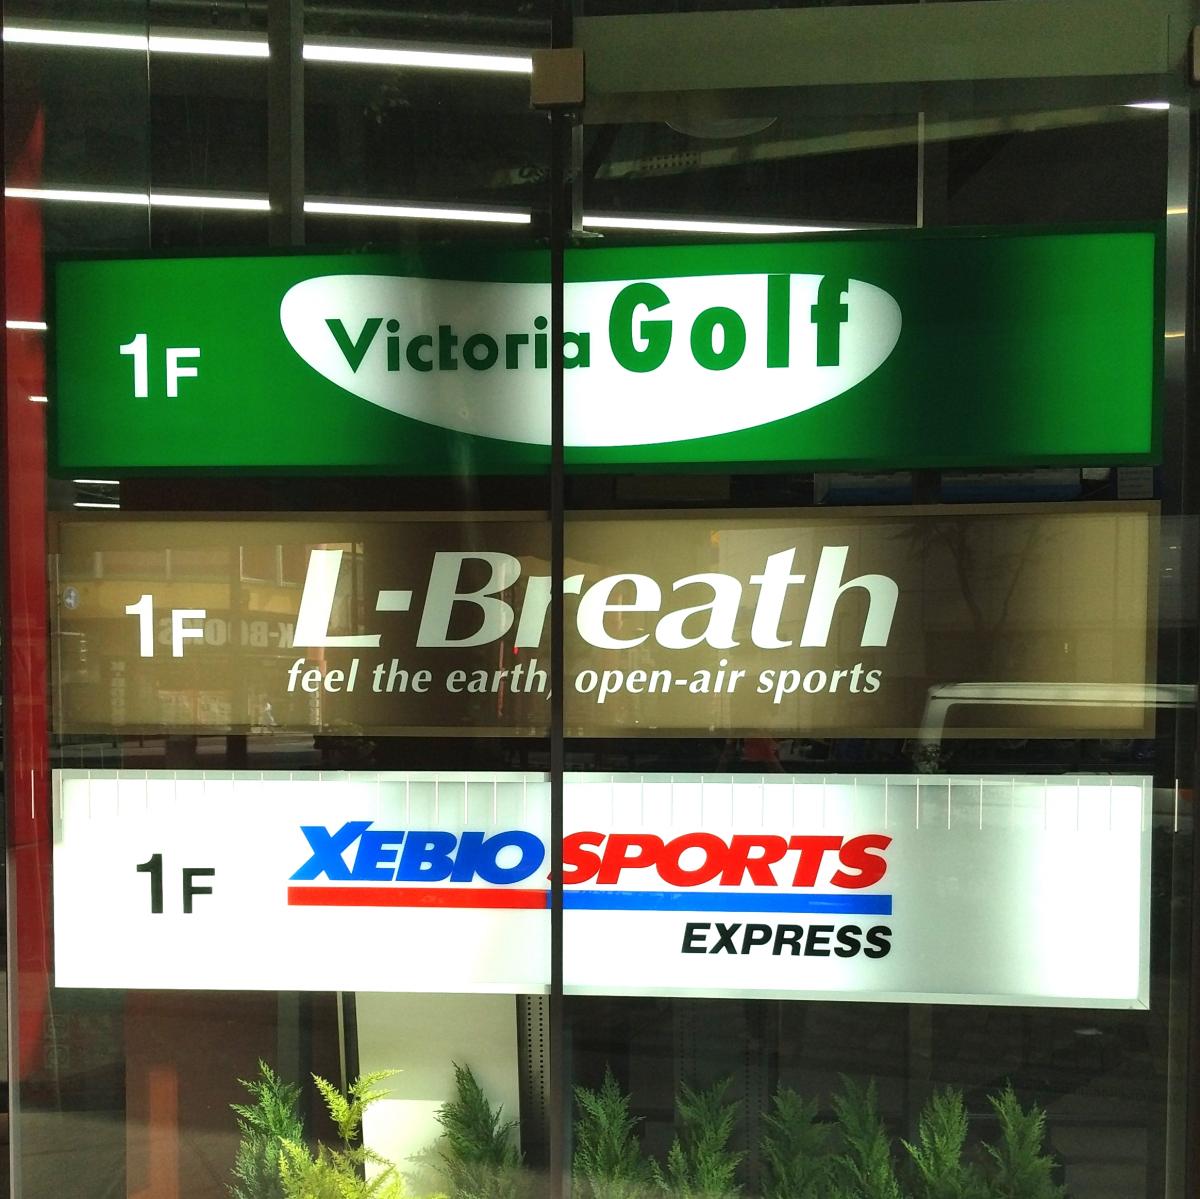 1F Victoria Golf
1F L-Breath
feel the earth, open-air sports
1F XEBIO SPORTS
EXPRESS